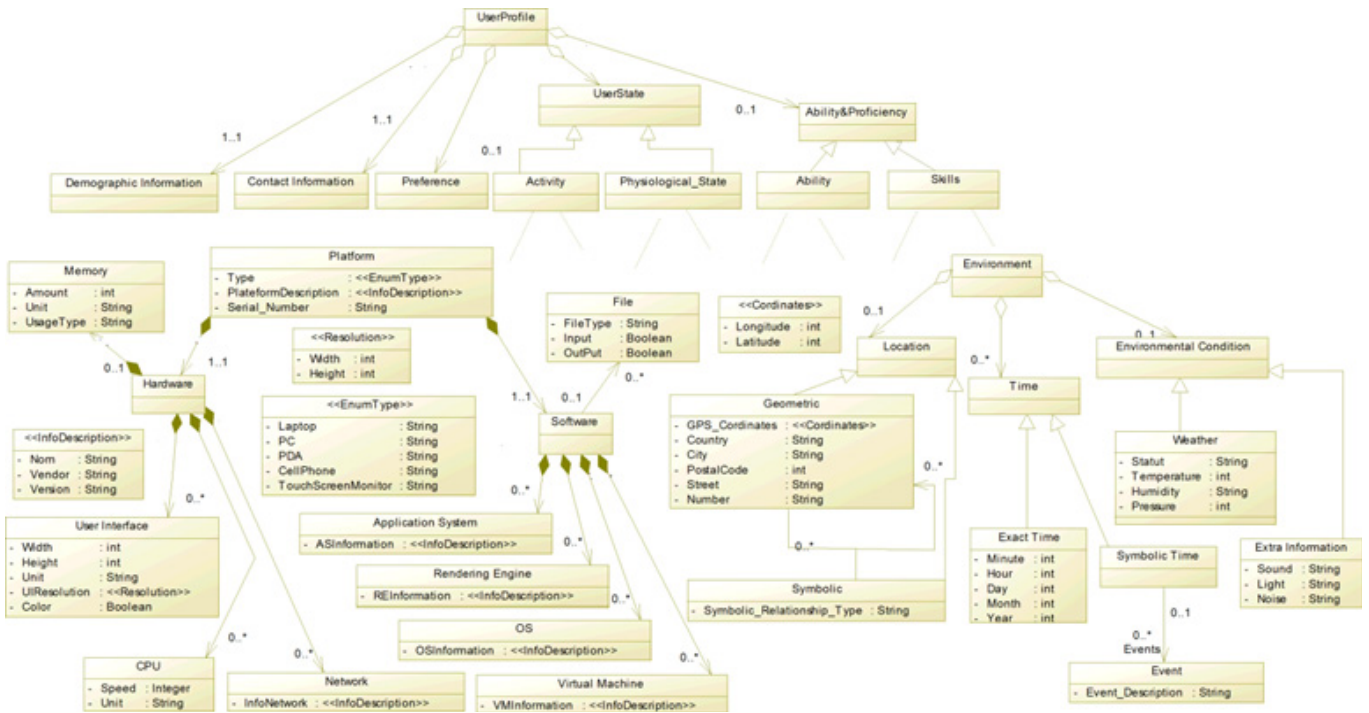 UserProfile
UserState
Ability&Proficiency
0..1
1..1
1..1
0..1
Demographic Information
Contact Information
Preference
Activity
Physiological_State
Ability
Skills
Memory
- Amount : int
- Unit : String
- UsageType : String
Platform
- Type : <<EnumType>>
- PlateformDescription : <<InfoDescription>>
- Serial_Number : String
File
- FileType : String
- Input : Boolean
- OutPut : Boolean
<<Cordinates>>
- Longitude : int
- Latitude : int
Environment
0..1
0..*
0..1
Location
Time
Environmental Condition
<<Resolution>>
- Width : int
- Height : int
1..1
0..1
Hardware
1..1
0..1
0..*
Software
<<EnumType>>
- Laptop : String
- PC : String
- PDA : String
- CellPhone : String
- TouchScreenMonitor : String
<<InfoDescription>>
- Nom : String
- Vendor : String
- Version : String
Geometric
- GPS_Cordinates : <<Cordinates>>
- Country : String
- City : String
- PostalCode : int
- Street : String
- Number : String
0..*
Weather
- Statut : String
- Temperature : int
- Humidity : String
- Pressure : int
0..*
User Interface
- Width : int
- Height : int
- Unit : String
- UIResolution : <<Resolution>>
- Color : Boolean
0..*
Application System
- ASInformation : <<InfoDescription>>
0..*
Rendering Engine
- REInformation : <<InfoDescription>>
0..*
OS
- OSInformation : <<InfoDescription>>
0..*
Virtual Machine
- VMInformation : <<InfoDescription>>
0..*
Symbolic
- Symbolic_Relationship_Type : String
Exact Time
- Minute : int
- Hour : int
- Day : int
- Month : int
- Year : int
Symbolic Time
0..1
0..*
Events
Event
- Event_Description : String
Extra Information
- Sound : String
- Light : String
- Noise : String
0..*
CPU
- Speed : Integer
- Unit : String
0..*
Network
- InfoNetwork : <<InfoDescription>>